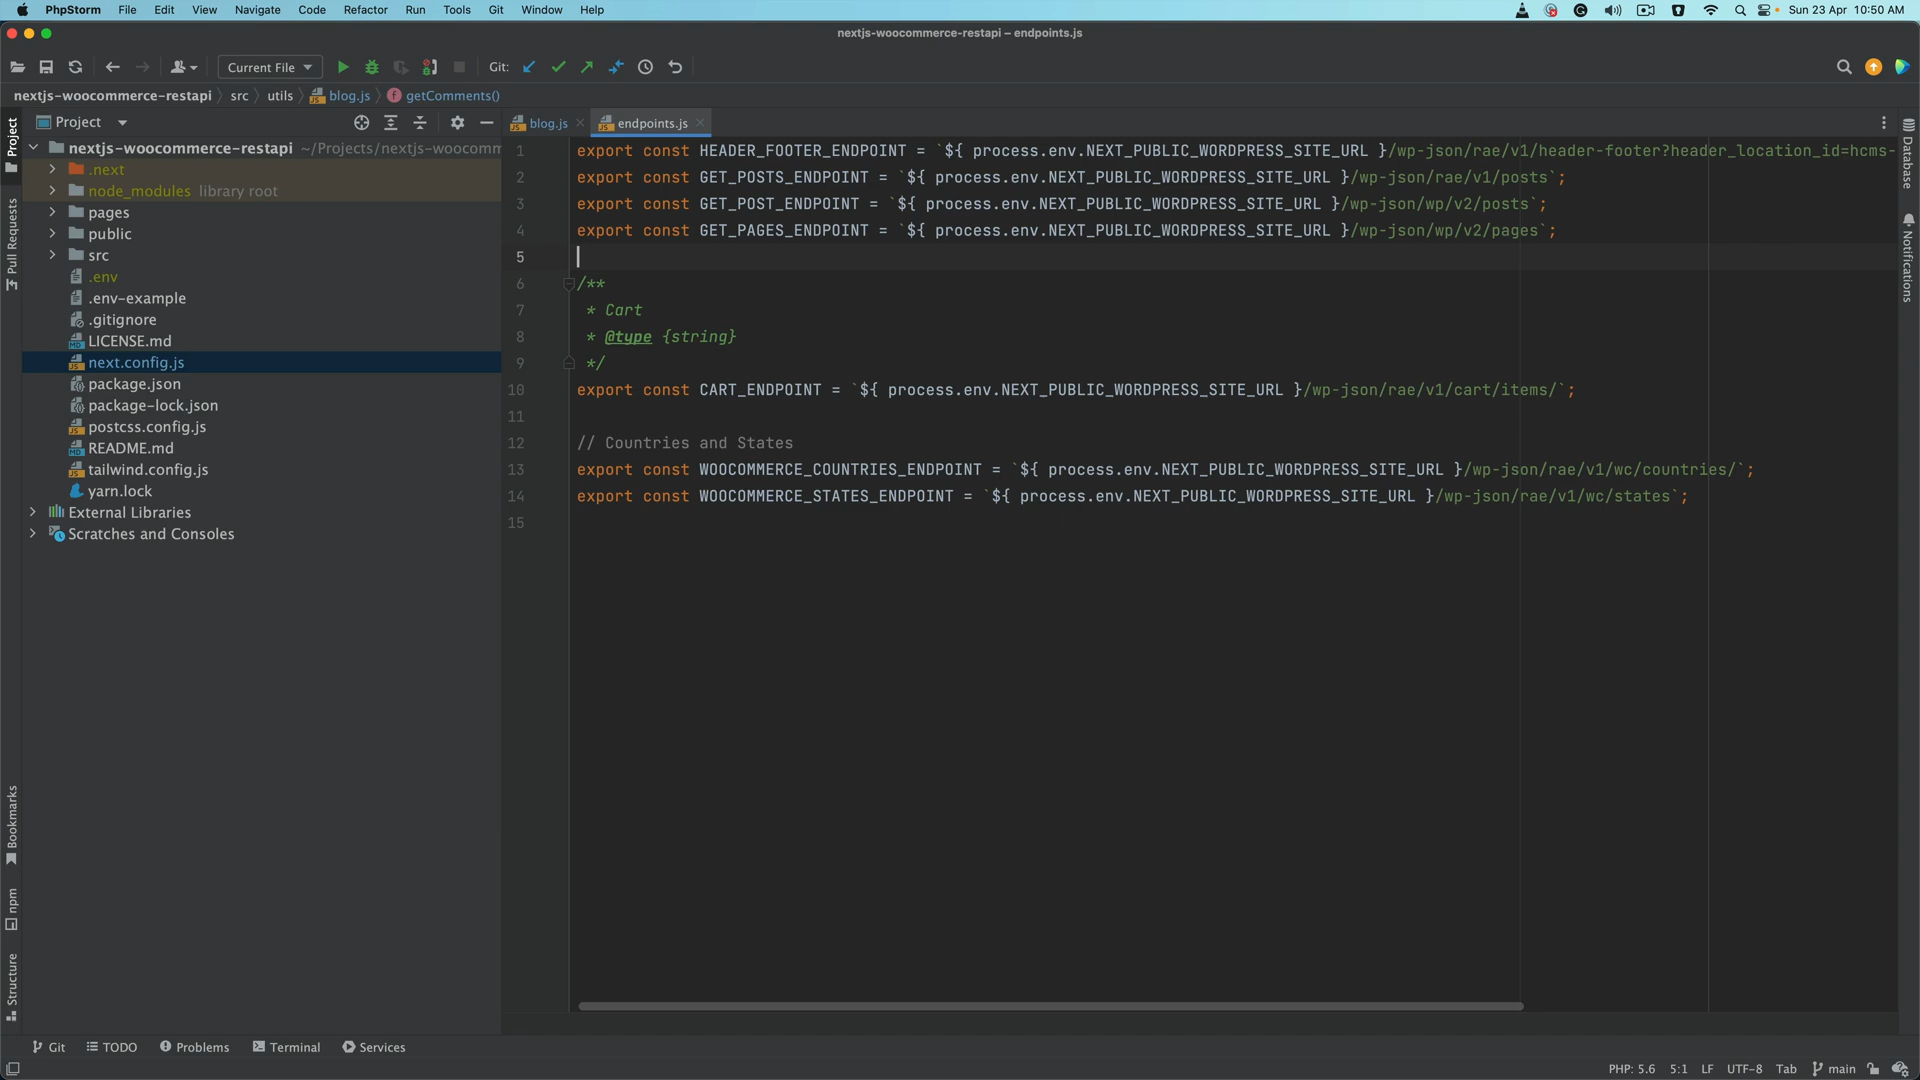 PhpStorm File Edit View Navigate Code Refactor Run Tools Git Window Help Sun 23 Apr 10:50 AM
nextjs-woocommerce-restapi – endpoints.js
Current File Git:
nextjs-woocommerce-restapi src utils blog.js getComments()
Project
blog.js endpoints.js
Project
Pull Requests
Bookmarks
npm
Structure
nextjs-woocommerce-restapi ~/Projects/nextjs-woocomm
.next
node_modules library root
pages
public
src
.env
.env-example
.gitignore
LICENSE.md
next.config.js
package.json
package-lock.json
postcss.config.js
README.md
tailwind.config.js
yarn.lock
External Libraries
Scratches and Consoles
1 export const HEADER_FOOTER_ENDPOINT = `${ process.env.NEXT_PUBLIC_WORDPRESS_SITE_URL }/wp-json/rae/v1/header-footer?header_location_id=hcms-
2 export const GET_POSTS_ENDPOINT = `${ process.env.NEXT_PUBLIC_WORDPRESS_SITE_URL }/wp-json/rae/v1/posts`;
3 export const GET_POST_ENDPOINT = `${ process.env.NEXT_PUBLIC_WORDPRESS_SITE_URL }/wp-json/wp/v2/posts`;
4 export const GET_PAGES_ENDPOINT = `${ process.env.NEXT_PUBLIC_WORDPRESS_SITE_URL }/wp-json/wp/v2/pages`;
5
6 /**
7 * Cart
8 * @type {string}
9 */
10 export const CART_ENDPOINT = `${ process.env.NEXT_PUBLIC_WORDPRESS_SITE_URL }/wp-json/rae/v1/cart/items/`;
11
12 // Countries and States
13 export const WOOCOMMERCE_COUNTRIES_ENDPOINT = `${ process.env.NEXT_PUBLIC_WORDPRESS_SITE_URL }/wp-json/rae/v1/wc/countries/`;
14 export const WOOCOMMERCE_STATES_ENDPOINT = `${ process.env.NEXT_PUBLIC_WORDPRESS_SITE_URL }/wp-json/rae/v1/wc/states`;
15
Database
Notifications
Git TODO Problems Terminal Services
PHP: 5.6 5:1 LF UTF-8 Tab main